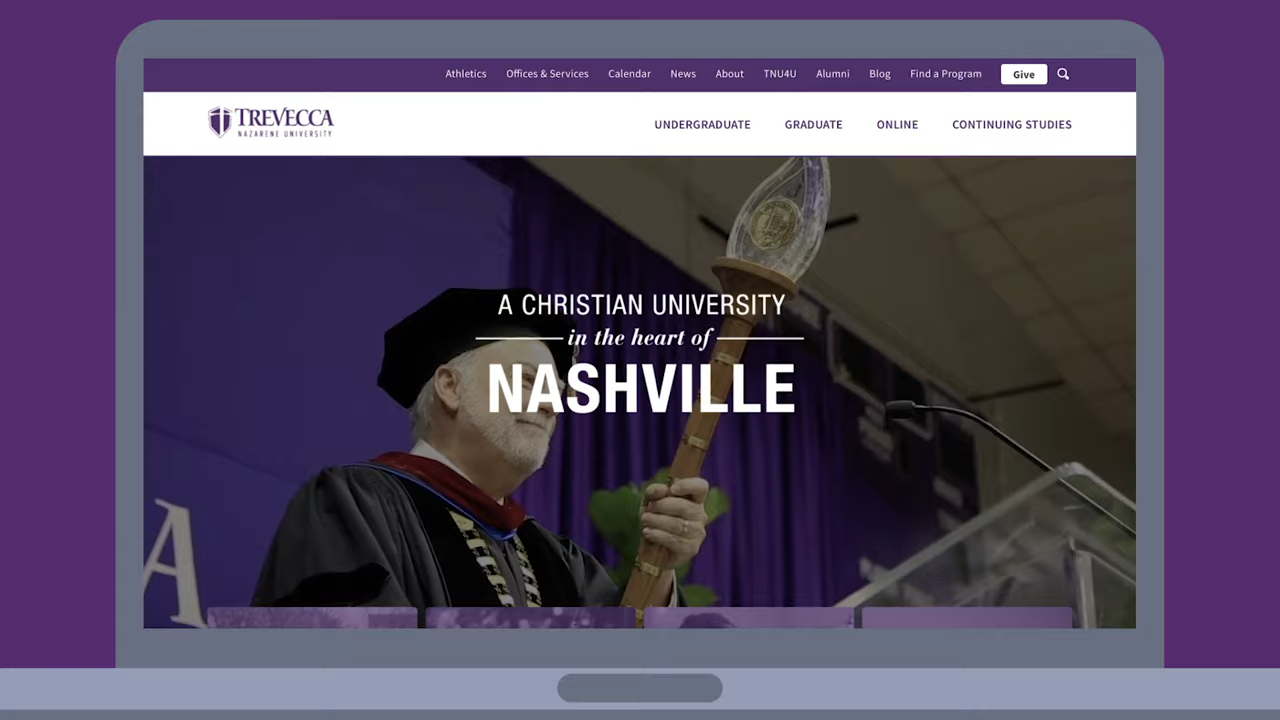 Athletics Offices & Services Calendar News About TNU4U Alumni Blog Find a Program Give
TREVECCA
NAZARENE UNIVERSITY
UNDERGRADUATE GRADUATE ONLINE CONTINUING STUDIES
A CHRISTIAN UNIVERSITY
in the heart of
NASHVILLE
A